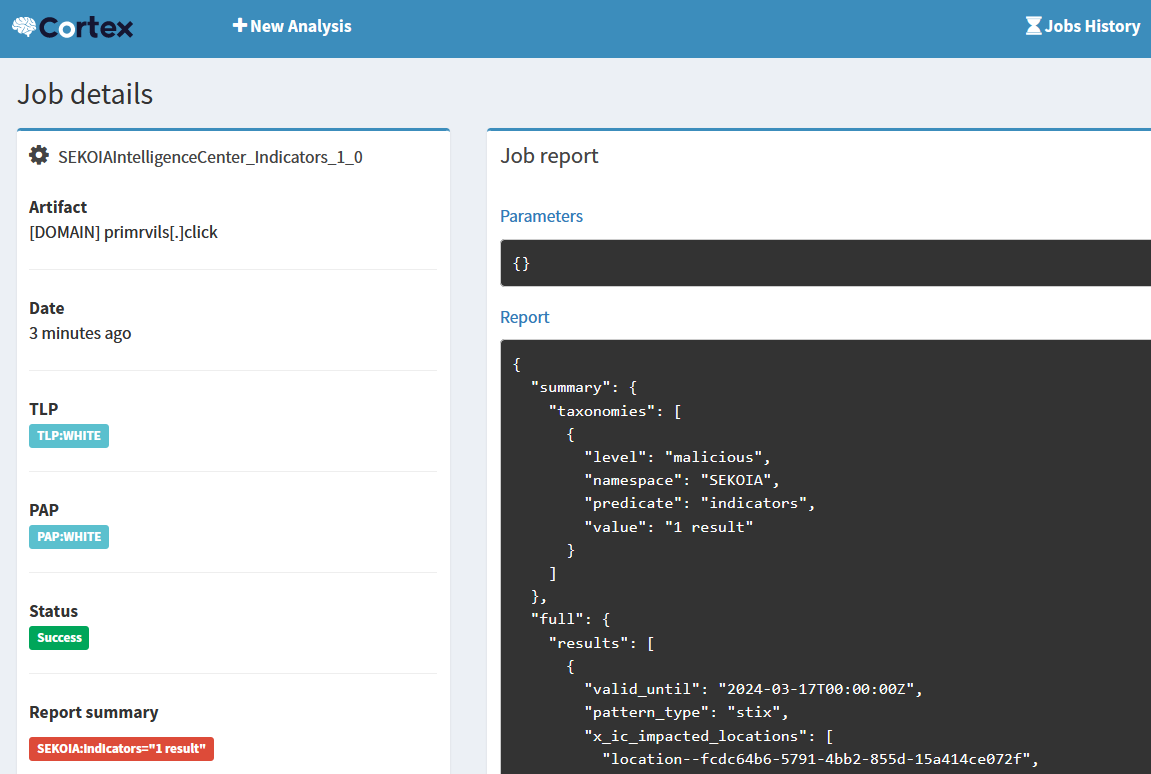 Cortex
New Analysis
Jobs History
Job details
SEKOIAIntelligenceCenter_Indicators_1_0
Artifact
[DOMAIN] primrvils[.]click
Date
3 minutes ago
TLP
TLP:WHITE
PAP
PAP:WHITE
Status
Success
Report summary
SEKOIA:Indicators="1 result"
Job report
Parameters
{}
Report
{
"summary": {
"taxonomies": [
{
"level": "malicious",
"namespace": "SEKOIA",
"predicate": "indicators",
"value": "1 result"
}
]
},
"full": {
"results": [
{
"valid_until": "2024-03-17T00:00:00Z",
"pattern_type": "stix",
"x_ic_impacted_locations": [
"location--fcdc64b6-5791-4bb2-855d-15a414ce072f",